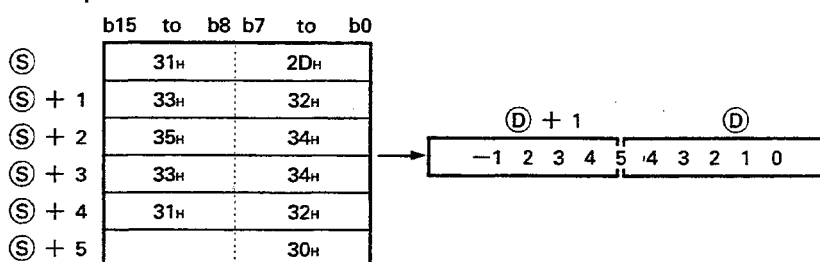 b15 to b8 b7 to b0
Ⓢ 31H 2DH
Ⓢ + 1 33H 32H
Ⓢ + 2 35H 34H
Ⓢ + 3 33H 34H
Ⓢ + 4 31H 32H
Ⓢ + 5 30H
Ⓓ + 1 Ⓓ
−1 2 3 4 5 4 3 2 1 0